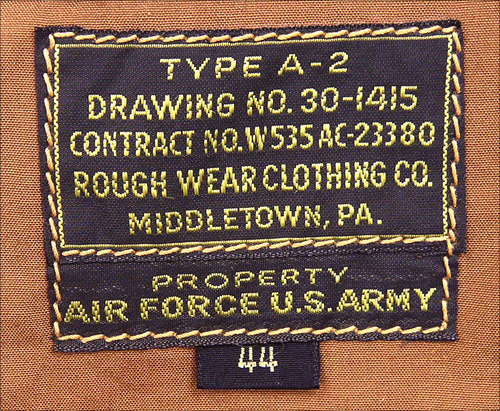 TYPE A-2
DRAWING NO. 30-1415
CONTRACT NO. W535 AC-23380
ROUGH WEAR CLOTHING CO.
MIDDLETOWN, PA.
PROPERTY
AIR FORCE U.S. ARMY
44